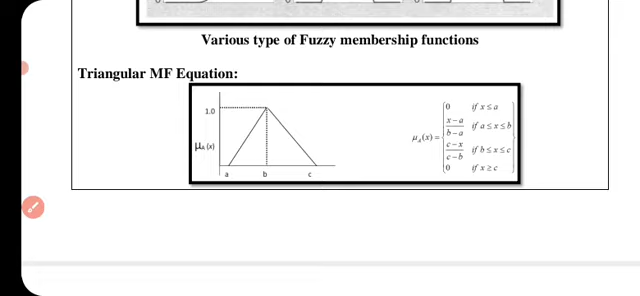 Various type of Fuzzy membership functions
Triangular MF Equation:
1.0
μA (x)
a b c
μA(x) =
0 if x ≤ a
x − a / b − a if a ≤ x ≤ b
c − x / c − b if b ≤ x ≤ c
0 if x ≥ c